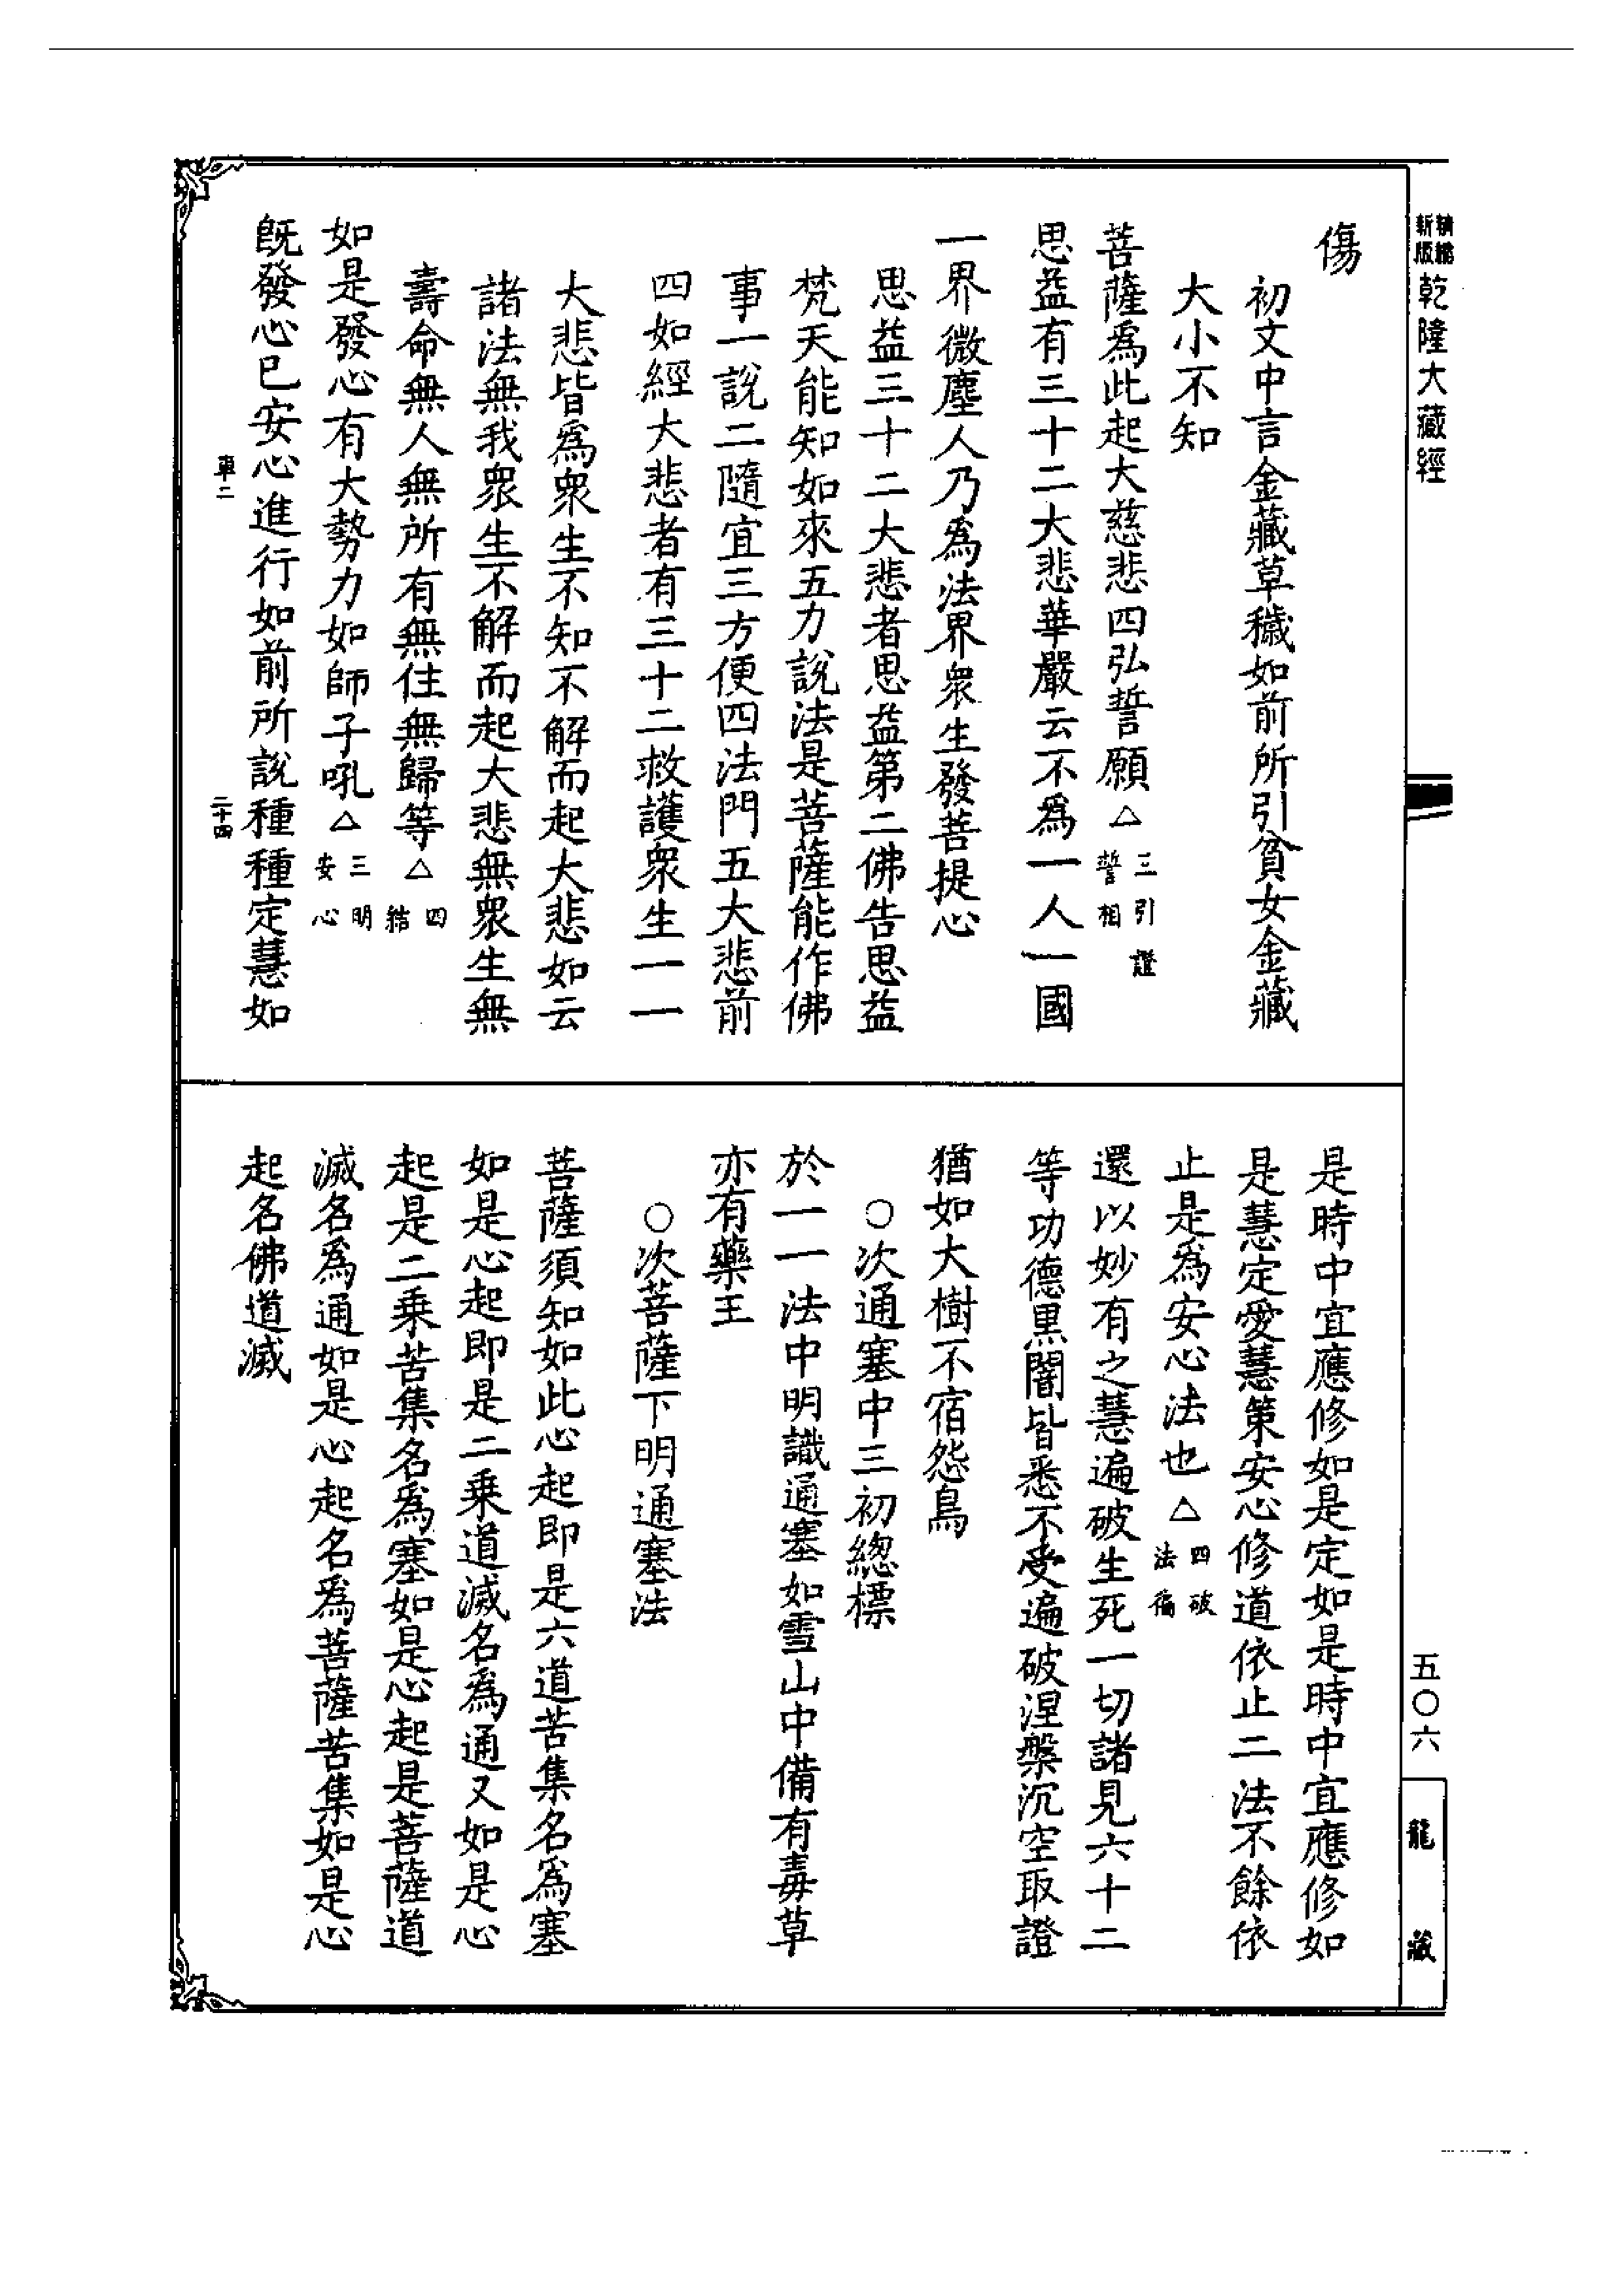 新版
精縮
乾隆大藏經
傷
初文中言金藏草穢如前所引貧女金藏
大小不知
菩薩爲此起大慈悲四弘誓願△三引證
誓相
思益有三十二大悲華嚴云不爲一人一國
一界微塵人乃爲法界衆生發菩提心
思益三十二大悲者思益第二佛告思益
梵天能知如來五力說法是菩薩能作佛
事一說二隨宜三方便四法門五大悲前
四如經大悲者有三十二救護衆生一一
大悲皆爲衆生不知不解而起大悲如云
諸法無我衆生不解而起大悲無衆生無
壽命無人無所有無住無歸等△四
結
如是發心有大勢力如師子吼△三明
安心
既發心已安心進行如前所說種種定慧如
車二
二十四
是時中宜應修如是定如是時中宜應修如
是慧定愛慧策安心修道依止二法不餘依
止是爲安心法也△四破
法徧
還以妙有之慧遍破生死一切諸見六十二
等功德黑闇皆悉不受遍破涅槃沉空取證
猶如大樹不宿怨鳥
○次通塞中三初總標
於一一法中明識通塞如雪山中備有毒草
亦有藥王
○次菩薩下明通塞法
菩薩須知如此心起即是六道苦集名爲塞
如是心起即是二乘道滅名爲通又如是心
起是二乘苦集名爲塞如是心起是菩薩道
滅名爲通如是心起名爲菩薩苦集如是心
起名佛道滅
五〇六
龍藏